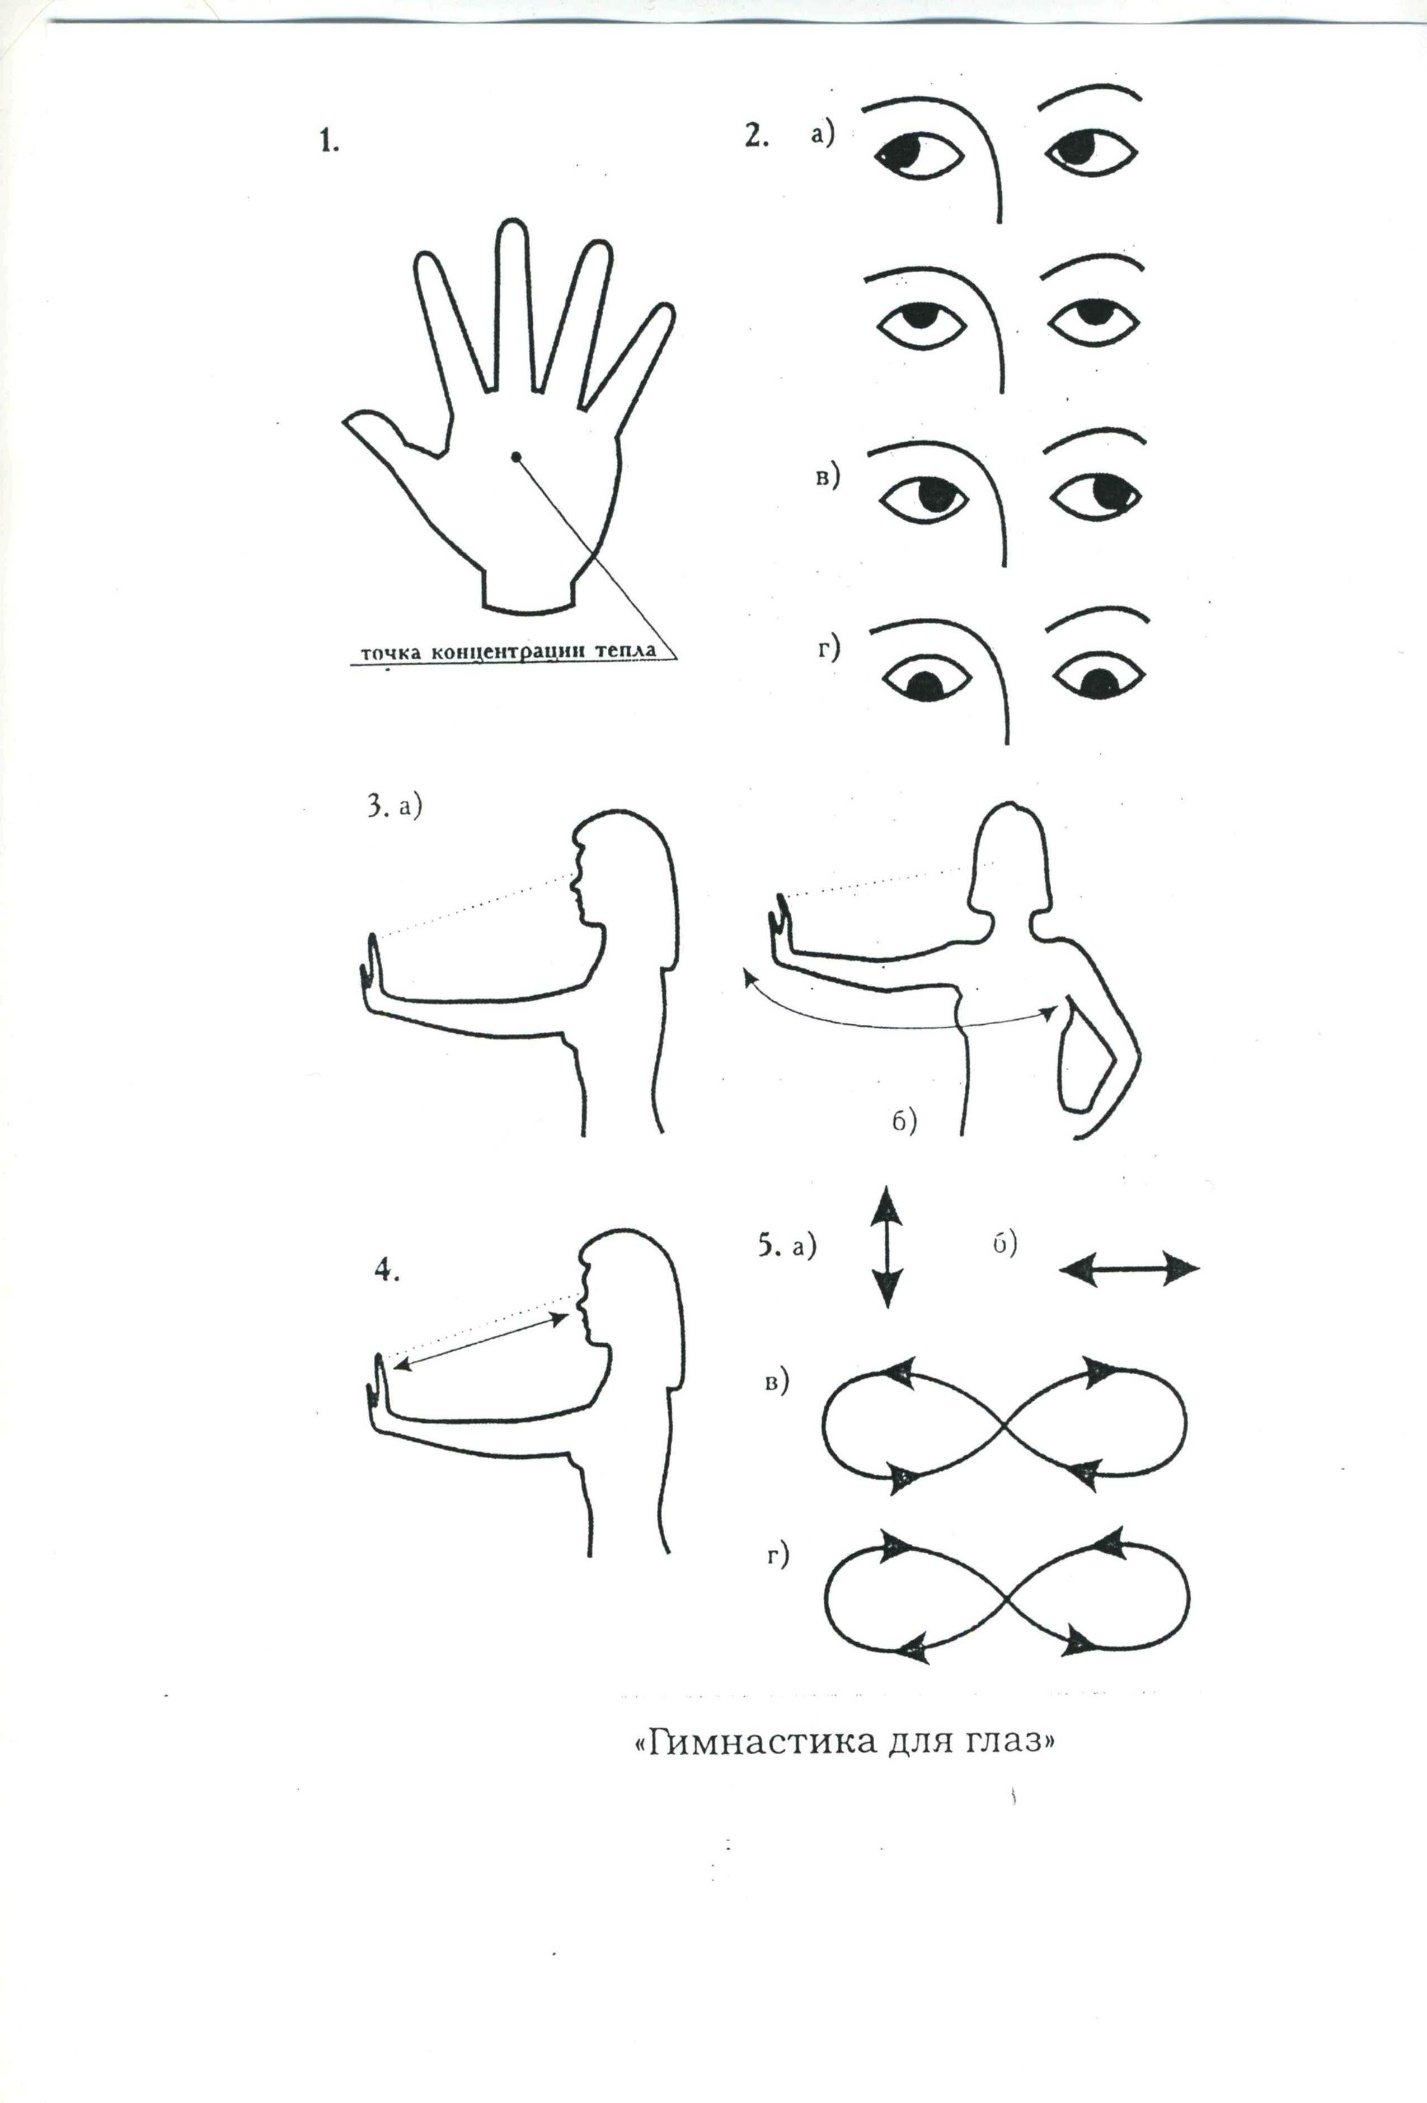 1.
2. а)
в)
г)
точка концентрации тепла
3. а)
б)
4.
5. а) б)
в)
г)
«Гимнастика для глаз»